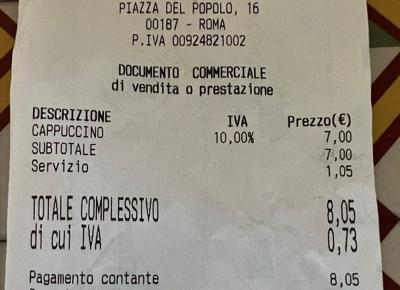 PIAZZA DEL POPOLO, 16
00187 - ROMA
P.IVA 00924821002
DOCUMENTO COMMERCIALE
di vendita o prestazione
DESCRIZIONE IVA Prezzo(€)
CAPPUCCINO 10,00% 7,00
SUBTOTALE 7,00
Servizio 1,05
TOTALE COMPLESSIVO 8,05
di cui IVA 0,73
Pagamento contante 8,05